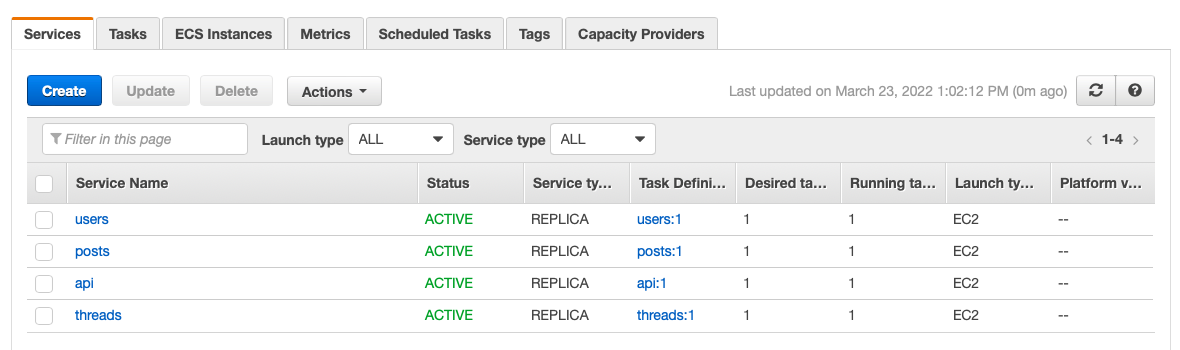 Services Tasks ECS Instances Metrics Scheduled Tasks Tags Capacity Providers
Create Update Delete Actions Last updated on March 23, 2022 1:02:12 PM (0m ago)
Filter in this page Launch type ALL Service type ALL 1-4
Service Name Status Service ty... Task Defini... Desired ta... Running ta... Launch ty... Platform v...
users ACTIVE REPLICA users:1 1 1 EC2 --
posts ACTIVE REPLICA posts:1 1 1 EC2 --
api ACTIVE REPLICA api:1 1 1 EC2 --
threads ACTIVE REPLICA threads:1 1 1 EC2 --